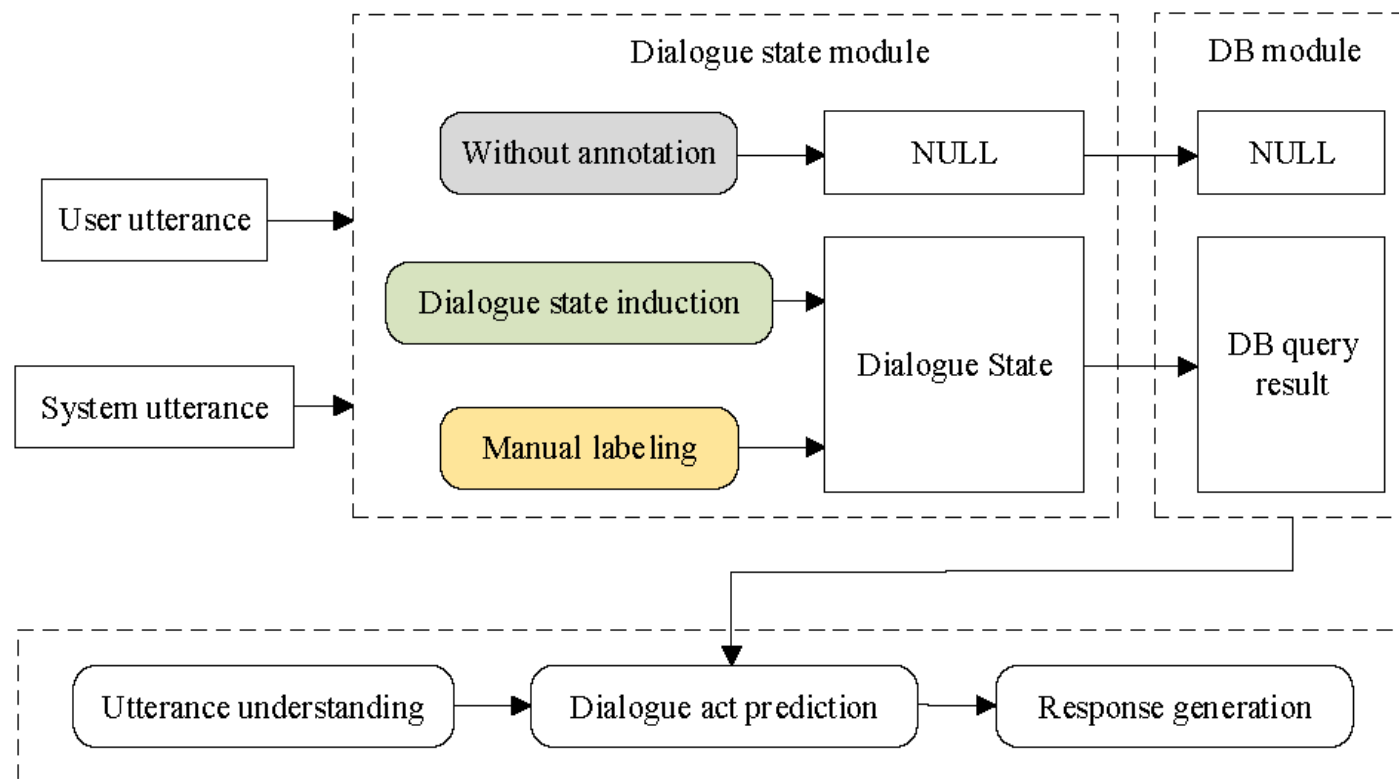 Dialogue state module
DB module
Without annotation
NULL
NULL
User utterance
Dialogue state induction
Dialogue State
DB query
result
System utterance
Manual labeling
Utterance understanding
Dialogue act prediction
Response generation